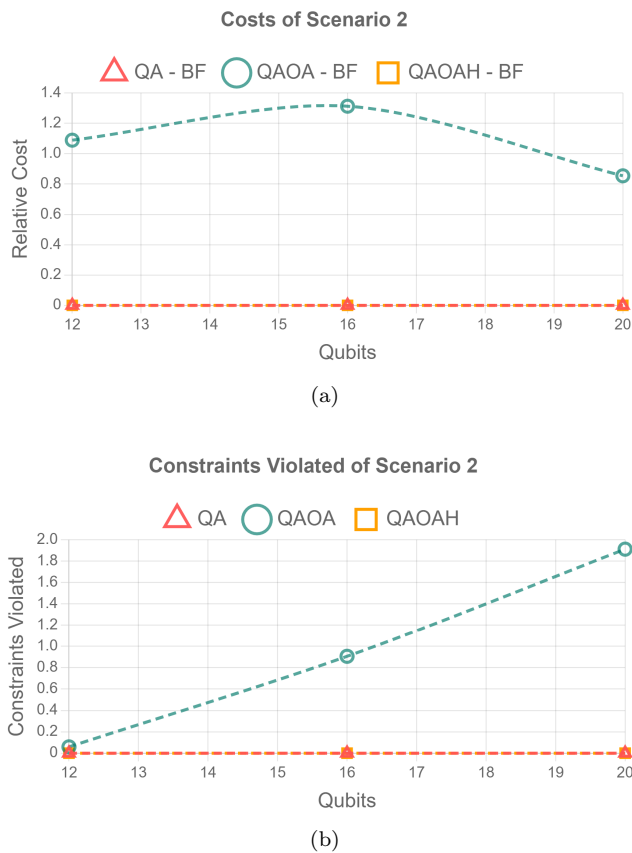 Costs of Scenario 2
QA - BF QAOA - BF QAOAH - BF
1.4
1.2
1.0
0.8
0.6
0.4
0.2
0
Relative Cost
12 13 14 15 16 17 18 19 20
Qubits
(a)
Constraints Violated of Scenario 2
QA QAOA QAOAH
2.0
1.8
1.6
1.4
1.2
1.0
0.8
0.6
0.4
0.2
0
Constraints Violated
12 13 14 15 16 17 18 19 20
Qubits
(b)